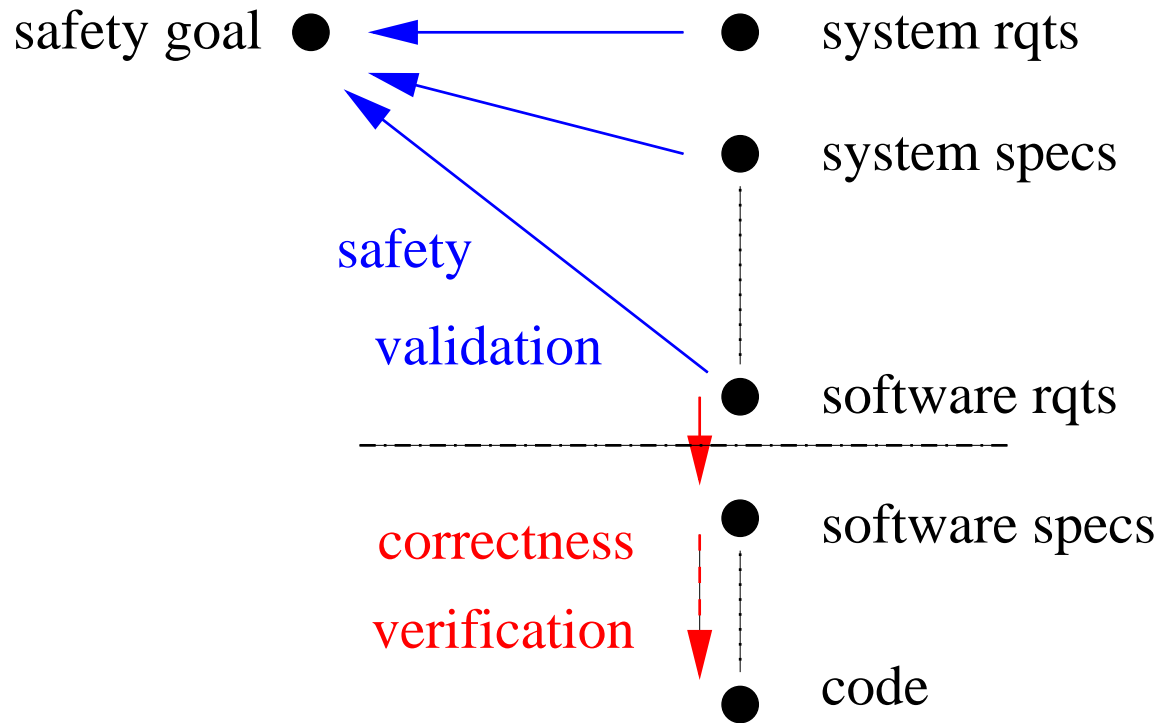 safety goal
system rqts
system specs
safety
validation
software rqts
software specs
correctness
verification
code